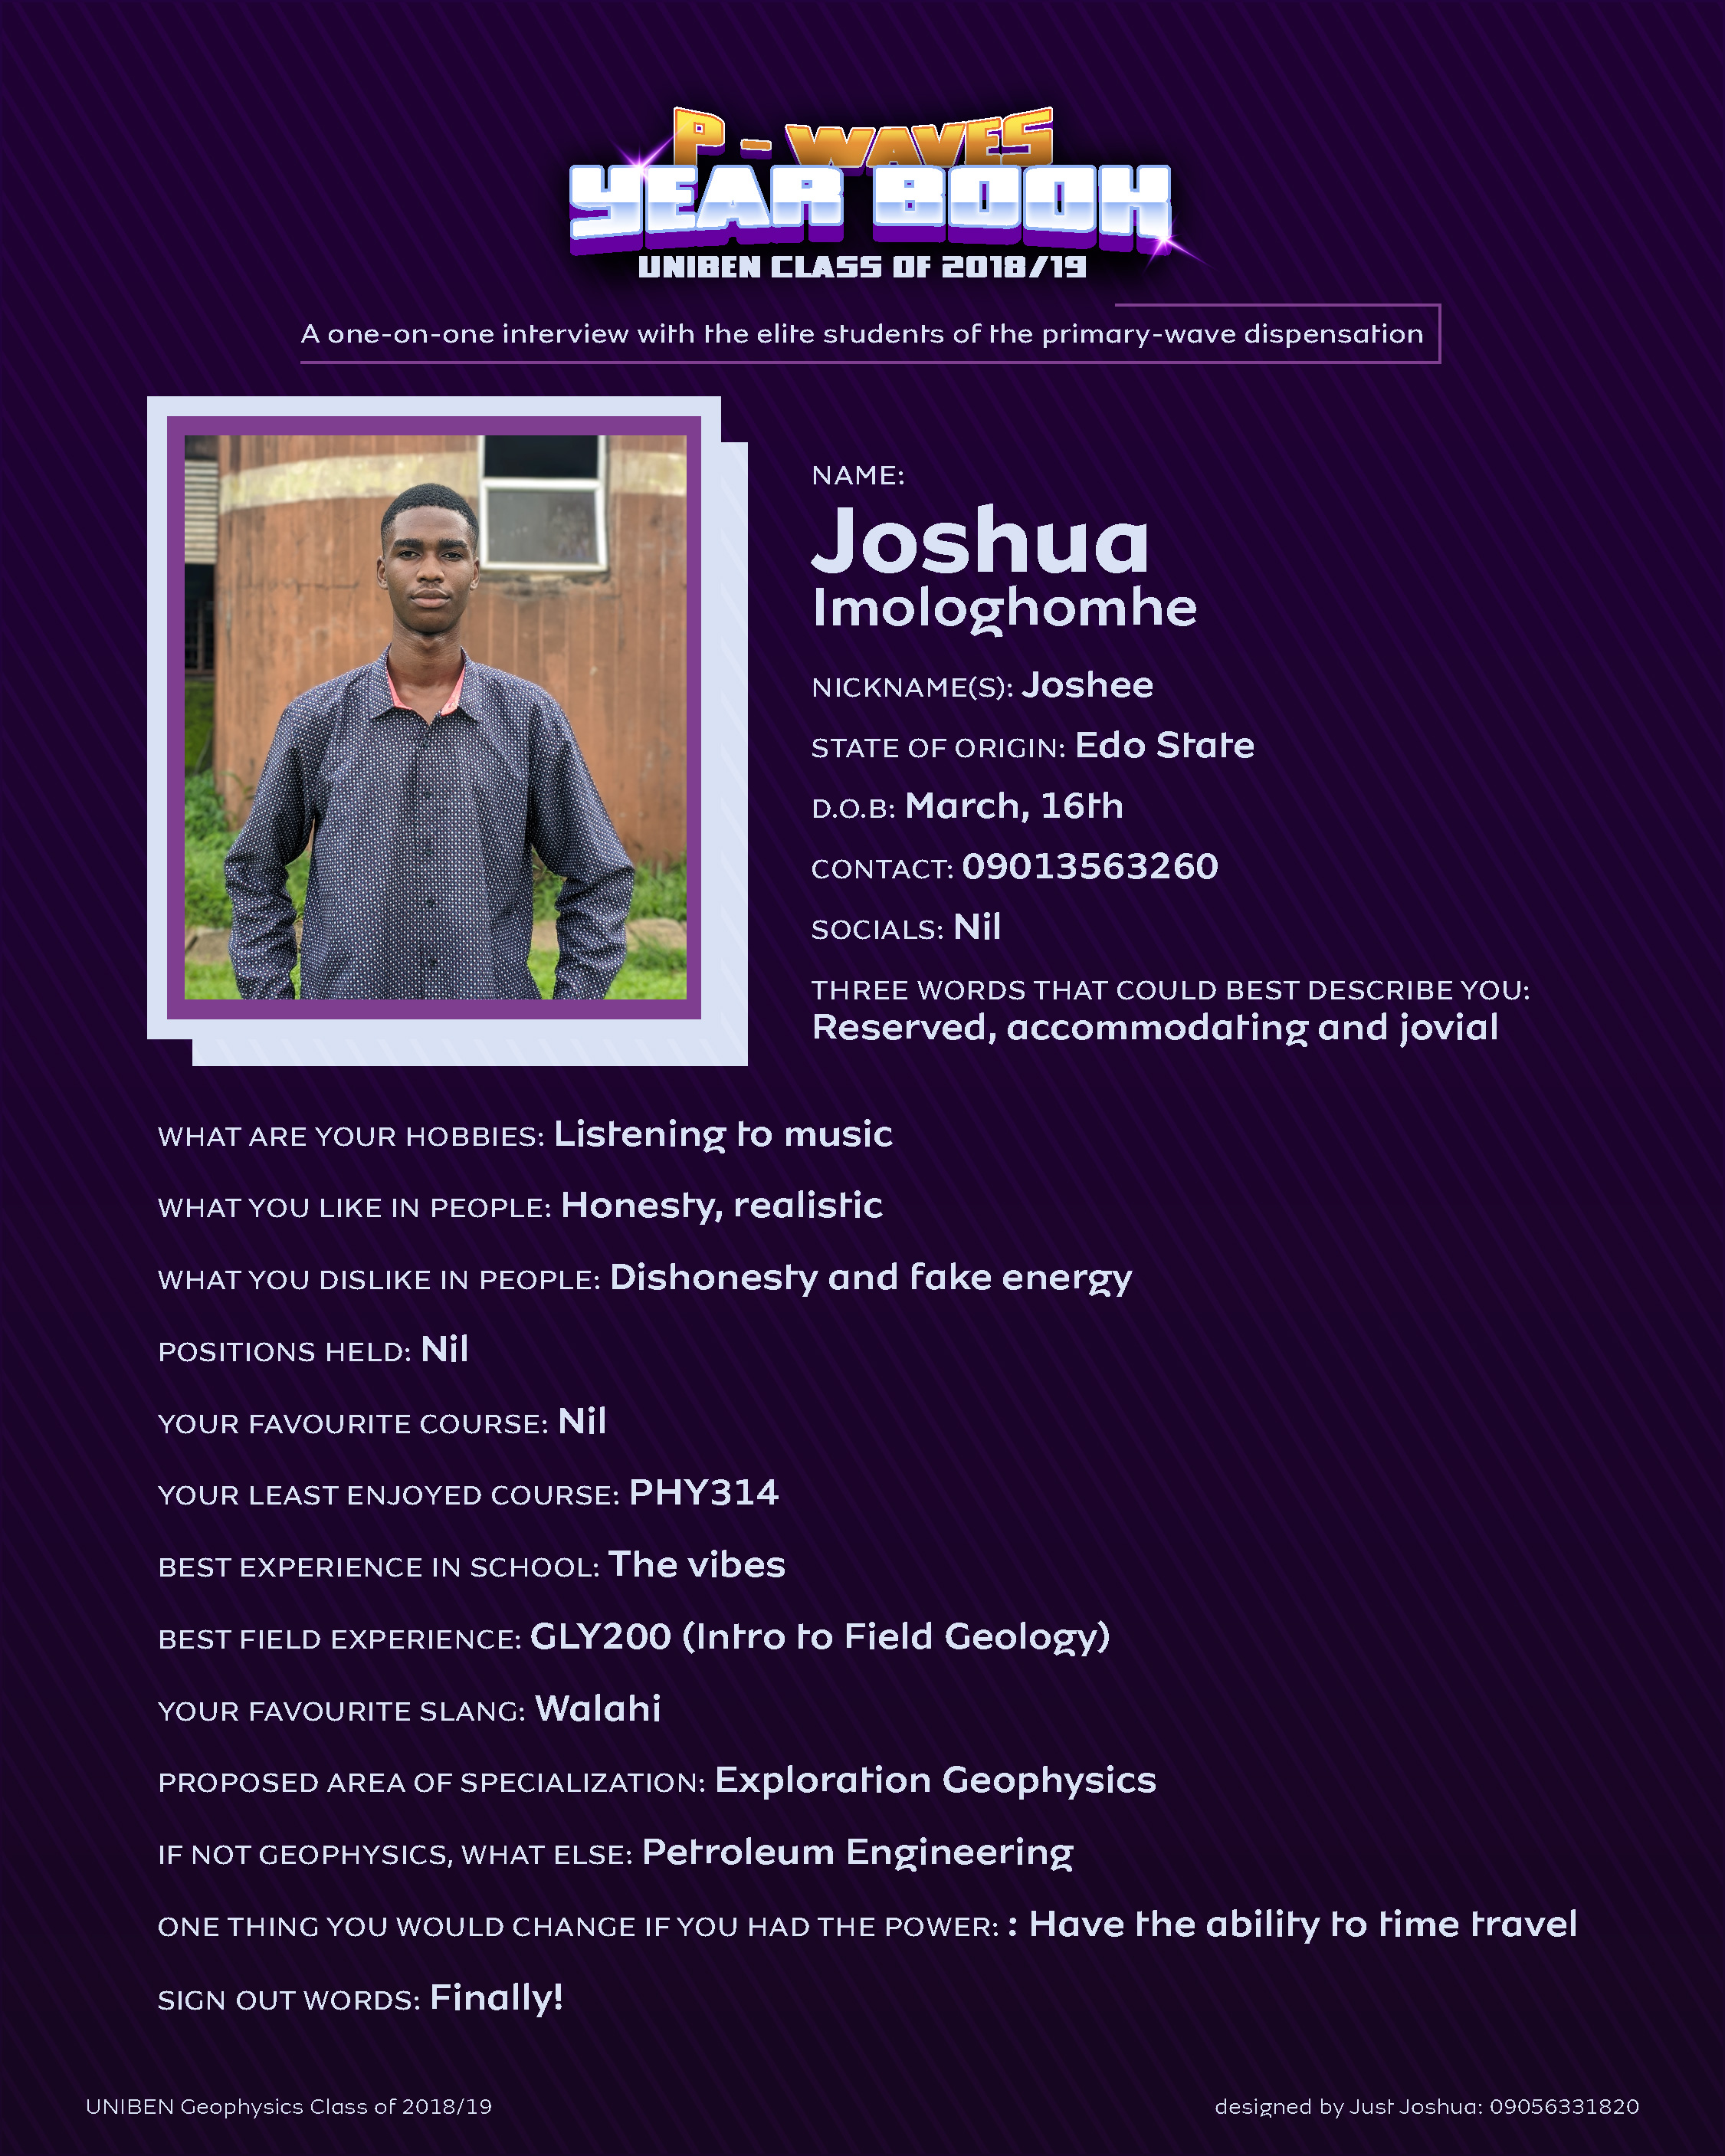 P - WAVES
YEAR BOOK
UNIBEN CLASS OF 2018/19
A one-on-one interview with the elite students of the primary-wave dispensation
NAME:
Joshua
Imologhomhe
NICKNAME(S): Joshee
STATE OF ORIGIN: Edo State
D.O.B: March, 16th
CONTACT: 09013563260
SOCIALS: Nil
THREE WORDS THAT COULD BEST DESCRIBE YOU:
Reserved, accommodating and jovial
WHAT ARE YOUR HOBBIES: Listening to music
WHAT YOU LIKE IN PEOPLE: Honesty, realistic
WHAT YOU DISLIKE IN PEOPLE: Dishonesty and fake energy
POSITIONS HELD: Nil
YOUR FAVOURITE COURSE: Nil
YOUR LEAST ENJOYED COURSE: PHY314
BEST EXPERIENCE IN SCHOOL: The vibes
BEST FIELD EXPERIENCE: GLY200 (Intro to Field Geology)
YOUR FAVOURITE SLANG: Walahi
PROPOSED AREA OF SPECIALIZATION: Exploration Geophysics
IF NOT GEOPHYSICS, WHAT ELSE: Petroleum Engineering
ONE THING YOU WOULD CHANGE IF YOU HAD THE POWER: : Have the ability to time travel
SIGN OUT WORDS: Finally!
UNIBEN Geophysics Class of 2018/19
designed by Just Joshua: 09056331820